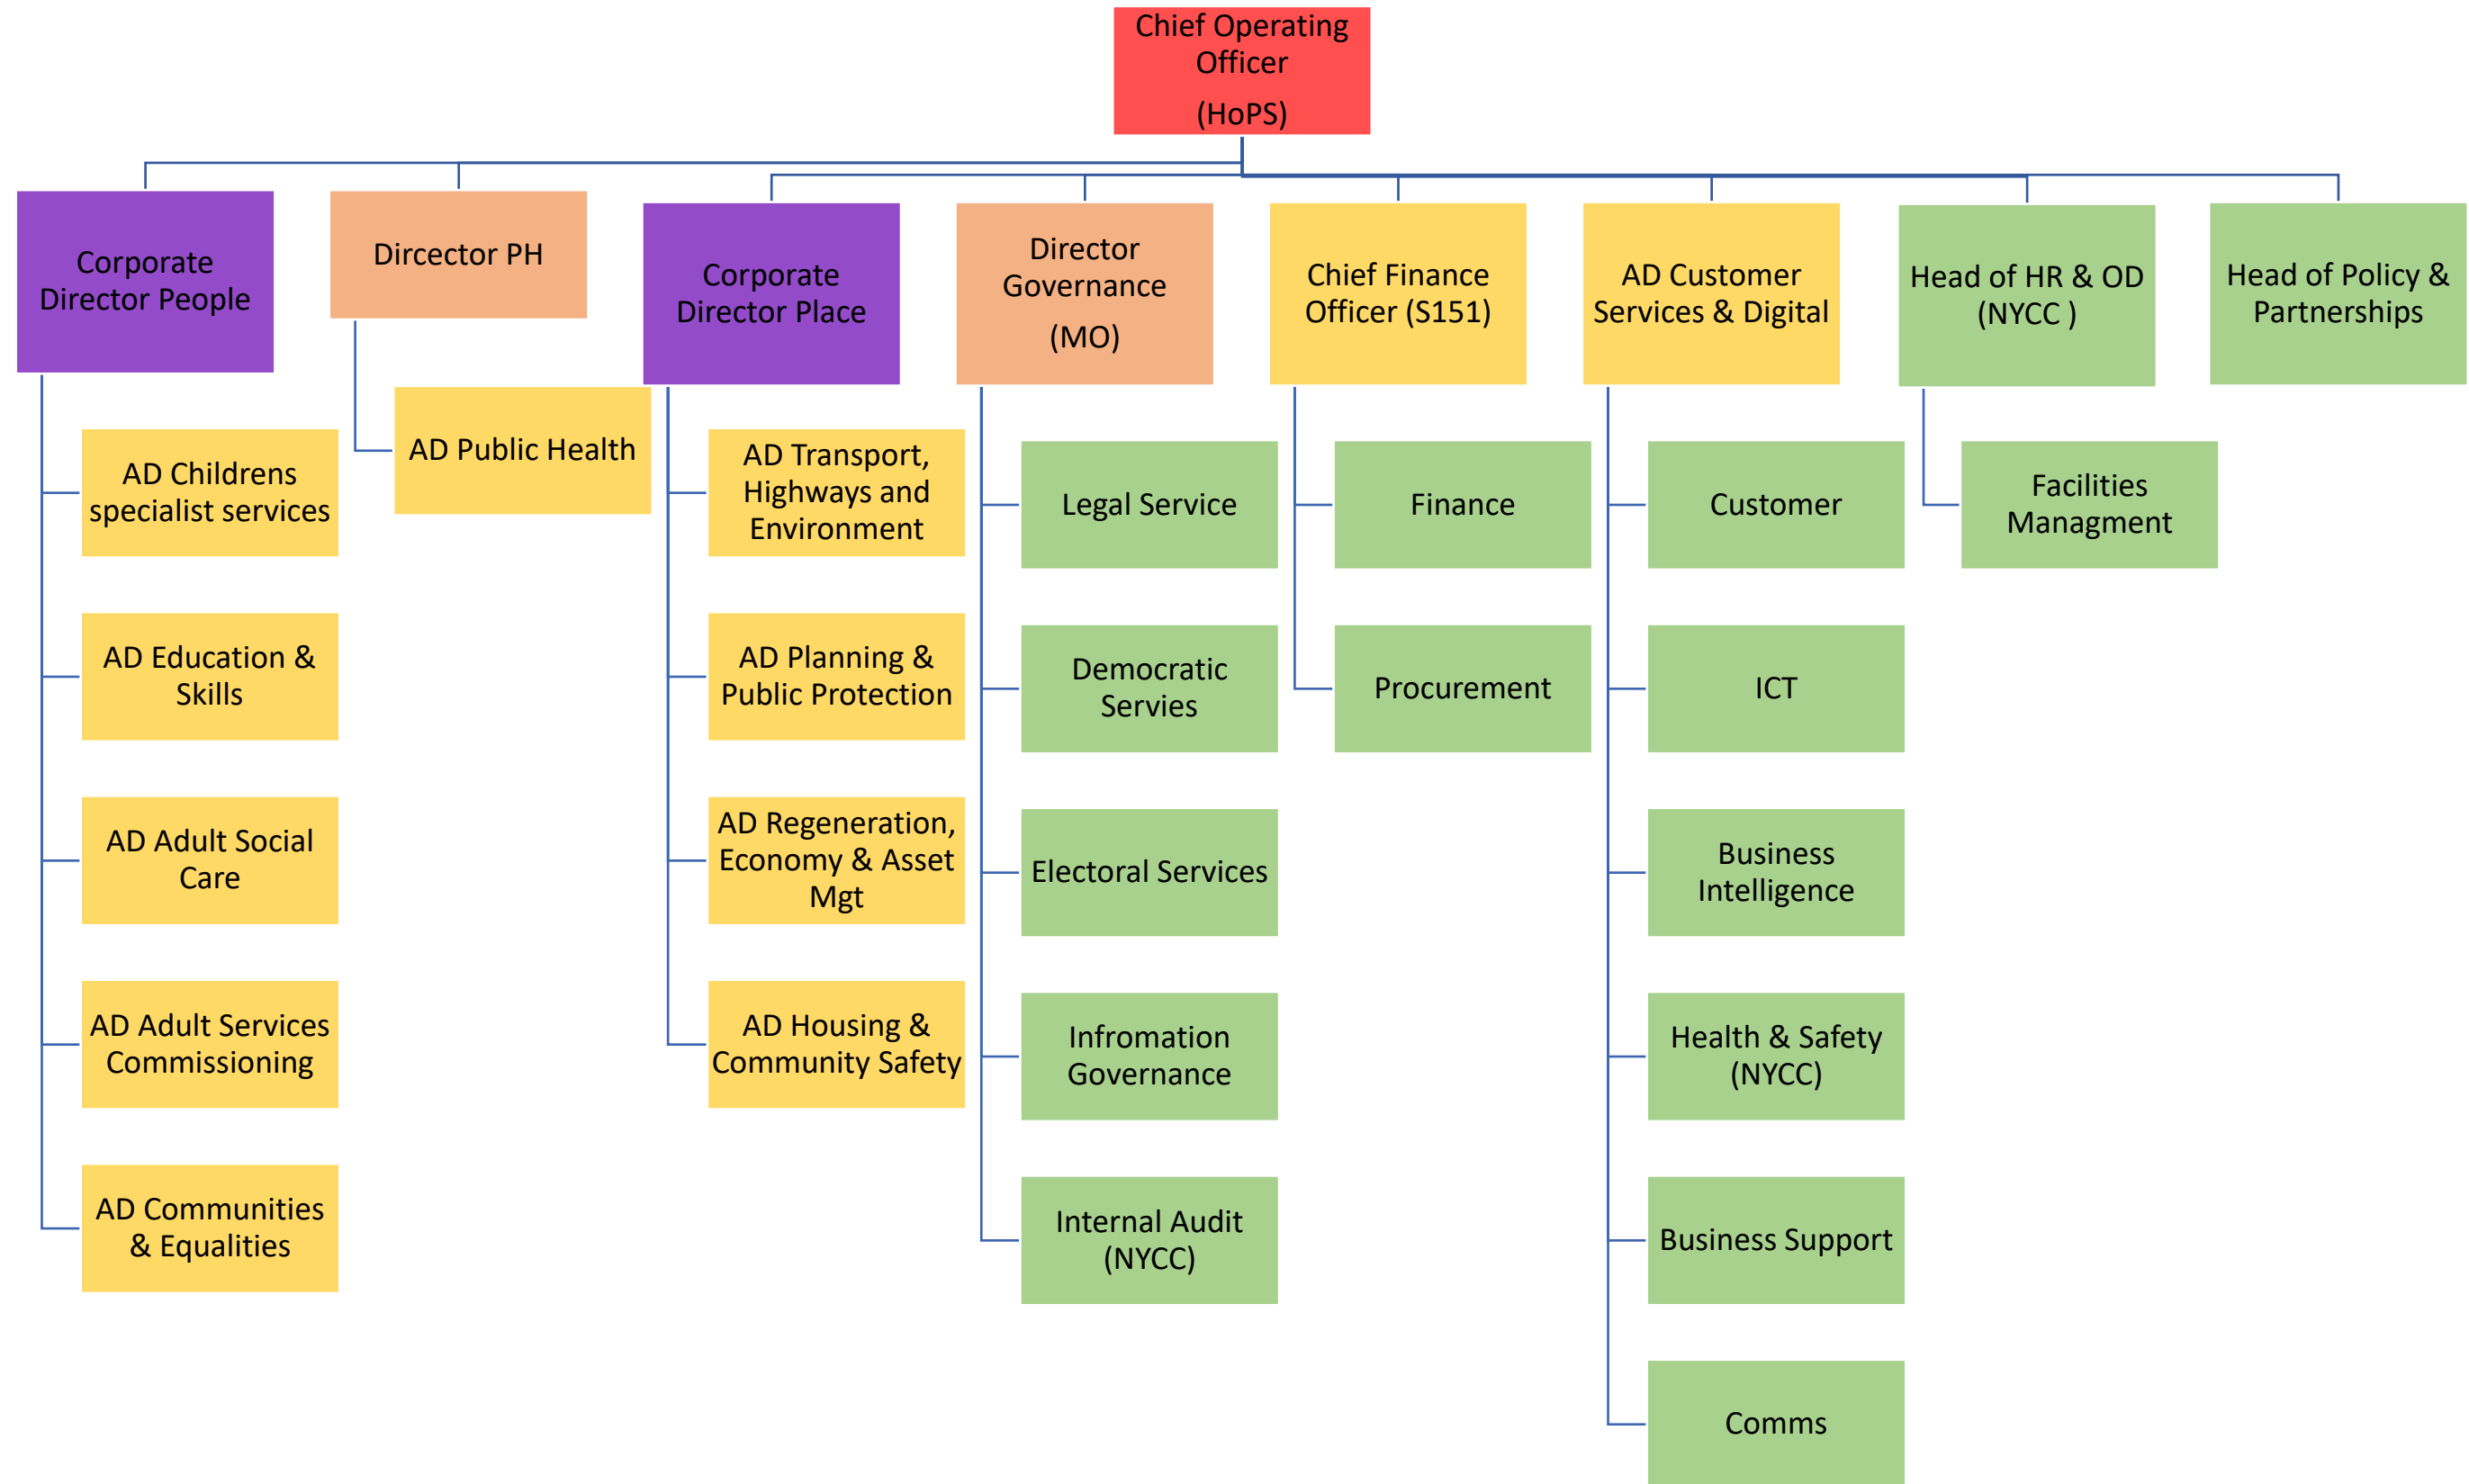 Chief Operating
Officer
(HoPS)
Corporate
Director People
Dircector PH
Corporate
Director Place
Director
Governance
(MO)
Chief Finance
Officer (S151)
AD Customer
Services & Digital
Head of HR & OD
(NYCC )
Head of Policy &
Partnerships
AD Childrens
specialist services
AD Education &
Skills
AD Adult Social
Care
AD Adult Services
Commissioning
AD Communities
& Equalities
AD Public Health
AD Transport,
Highways and
Environment
AD Planning &
Public Protection
AD Regeneration,
Economy & Asset
Mgt
AD Housing &
Community Safety
Legal Service
Democratic
Servies
Electoral Services
Infromation
Governance
Internal Audit
(NYCC)
Finance
Procurement
Customer
ICT
Business
Intelligence
Health & Safety
(NYCC)
Business Support
Comms
Facilities
Managment